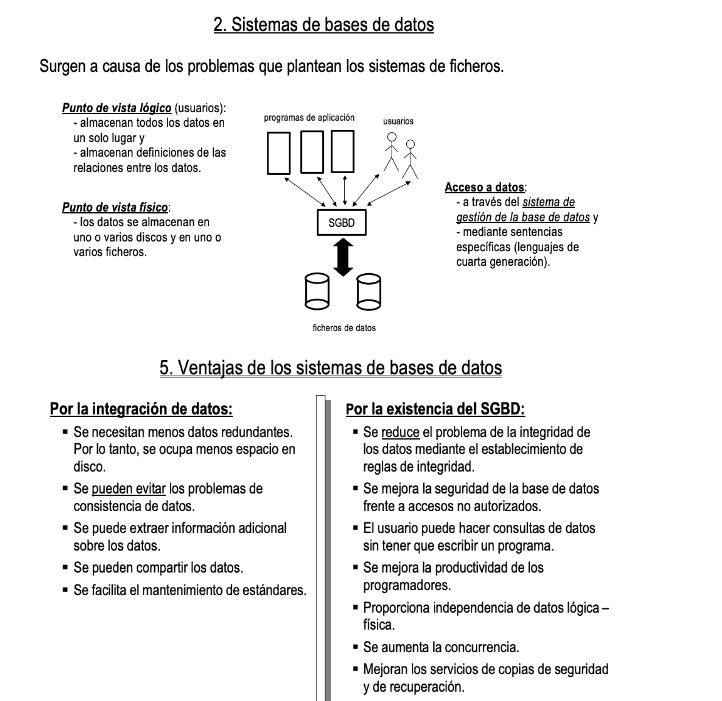 2. Sistemas de bases de datos
Surgen a causa de los problemas que plantean los sistemas de ficheros.
Punto de vista lógico (usuarios):
- almacenan todos los datos en
un solo lugar y
- almacenan definiciones de las
relaciones entre los datos.
Punto de vista físico:
- los datos se almacenan en
uno o varios discos y en uno o
varios ficheros.
programas de aplicación
usuarios
SGBD
ficheros de datos
Acceso a datos:
- a través del sistema de
gestión de la base de datos y
- mediante sentencias
específicas (lenguajes de
cuarta generación).
5. Ventajas de los sistemas de bases de datos
Por la integración de datos:
▪ Se necesitan menos datos redundantes.
Por lo tanto, se ocupa menos espacio en
disco.
▪ Se pueden evitar los problemas de
consistencia de datos.
▪ Se puede extraer información adicional
sobre los datos.
▪ Se pueden compartir los datos.
▪ Se facilita el mantenimiento de estándares.
Por la existencia del SGBD:
▪ Se reduce el problema de la integridad de
los datos mediante el establecimiento de
reglas de integridad.
▪ Se mejora la seguridad de la base de datos
frente a accesos no autorizados.
▪ El usuario puede hacer consultas de datos
sin tener que escribir un programa.
▪ Se mejora la productividad de los
programadores.
▪ Proporciona independencia de datos lógica –
física.
▪ Se aumenta la concurrencia.
▪ Mejoran los servicios de copias de seguridad
y de recuperación.